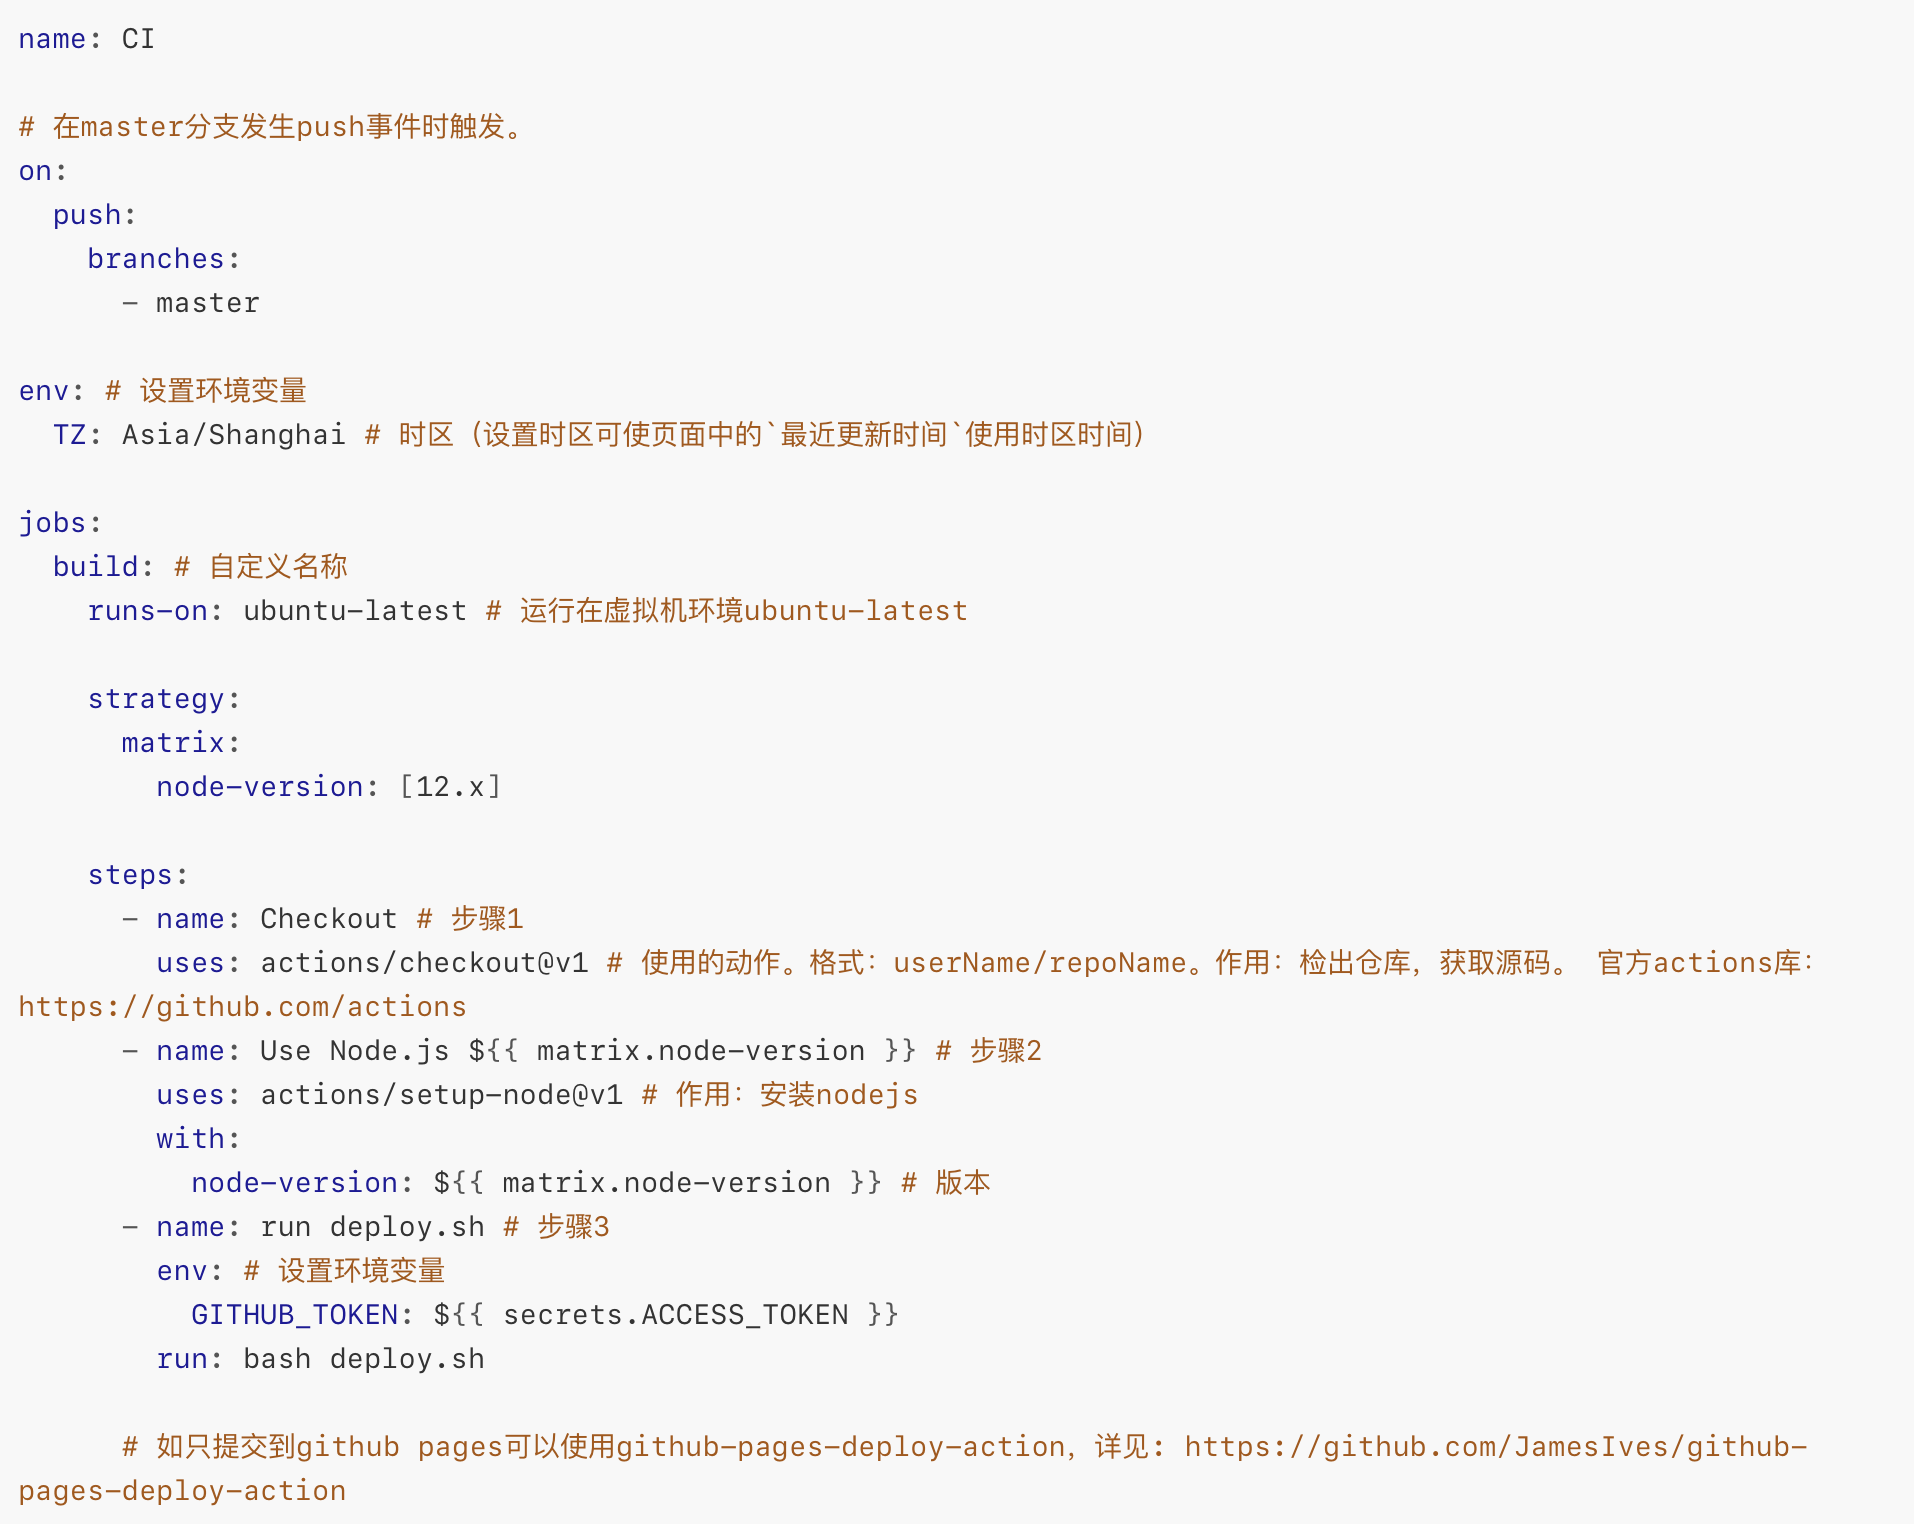 name: CI

# 在master分支发生push事件时触发。
on:
  push:
    branches:
      - master

env: # 设置环境变量
  TZ: Asia/Shanghai # 时区（设置时区可使页面中的`最近更新时间`使用时区时间）

jobs:
  build: # 自定义名称
    runs-on: ubuntu-latest # 运行在虚拟机环境ubuntu-latest

    strategy:
      matrix:
        node-version: [12.x]

    steps:
      - name: Checkout # 步骤1
        uses: actions/checkout@v1 # 使用的动作。格式：userName/repoName。作用：检出仓库，获取源码。 官方actions库：
https://github.com/actions
      - name: Use Node.js ${{ matrix.node-version }} # 步骤2
        uses: actions/setup-node@v1 # 作用：安装nodejs
        with:
          node-version: ${{ matrix.node-version }} # 版本
      - name: run deploy.sh # 步骤3
        env: # 设置环境变量
          GITHUB_TOKEN: ${{ secrets.ACCESS_TOKEN }}
        run: bash deploy.sh

      # 如只提交到github pages可以使用github-pages-deploy-action，详见: https://github.com/JamesIves/github-
pages-deploy-action